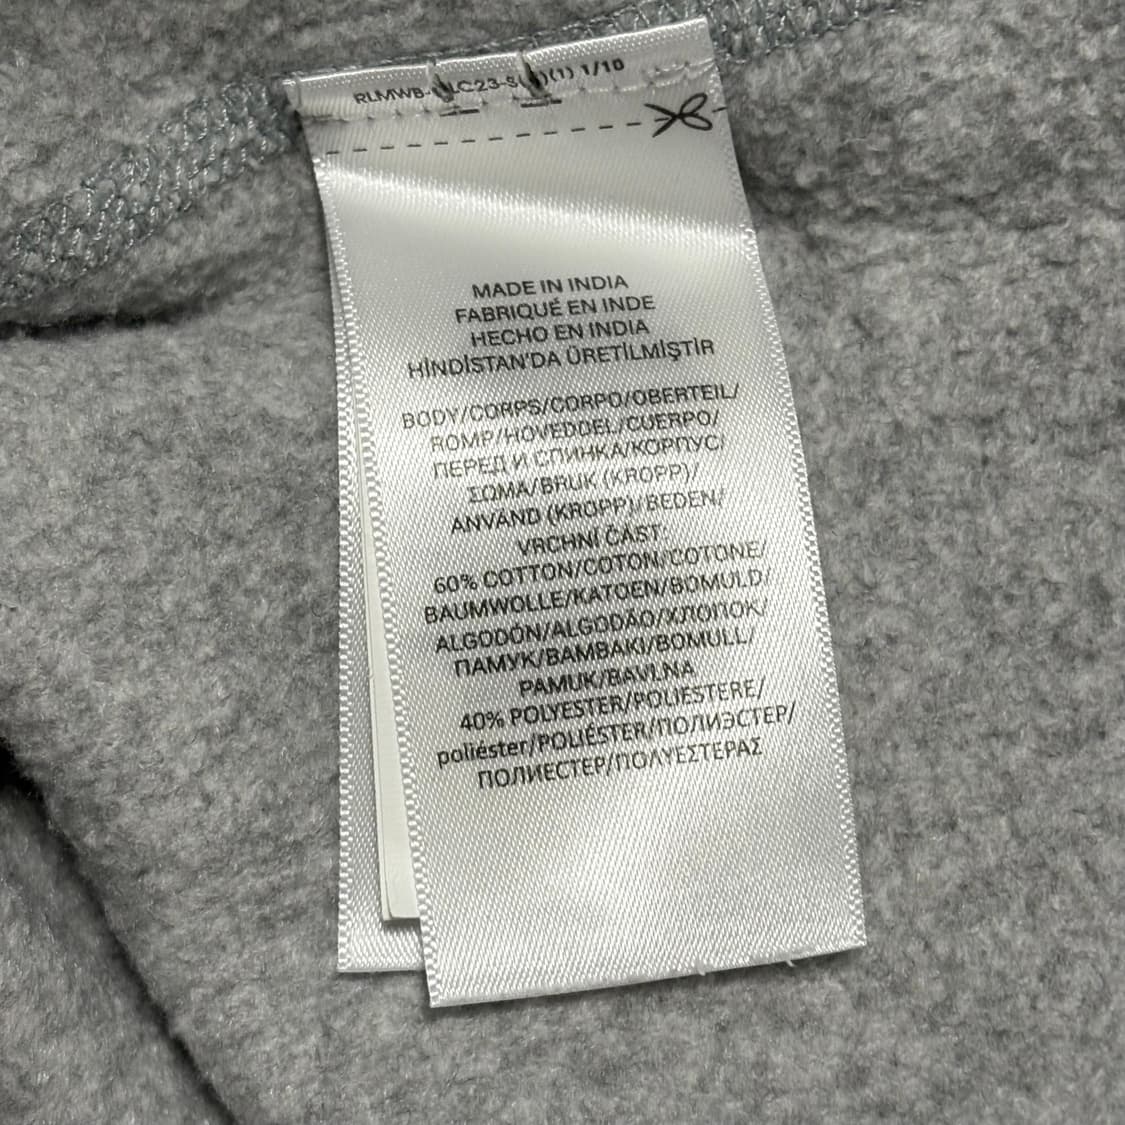 1/10
MADE IN INDIA
FABRIQUÉ EN INDE
HECHO EN INDIA
HİNDİSTAN'DA ÜRETİLMİŞTİR
BODY/CORPS/CORPO/OBERTEIL/
ROMP/HOVEDDEL/CUERPO/
ПЕРЕД И СПИНКА/КОРПУС/
ΣΩΜΑ/BRUK (KROPP)/
ANVÄND (KROPP)/BEDEN/
VRCHNÍ ČÁST:
60% COTTON/COTON/COTONE/
BAUMWOLLE/KATOEN/BOMULD/
ALGODÓN/ALGODÃO/ХЛОПОК/
ПАМУК/BAMBAKI/BOMULL/
PAMUK/BAVLNA
40% POLYESTER/POLIESTERE/
poliéster/POLIÉSTER/ПОЛИЭСТЕР/
ПОЛИЕСТЕР/ΠΟΛΥΕΣΤΕΡΑΣ